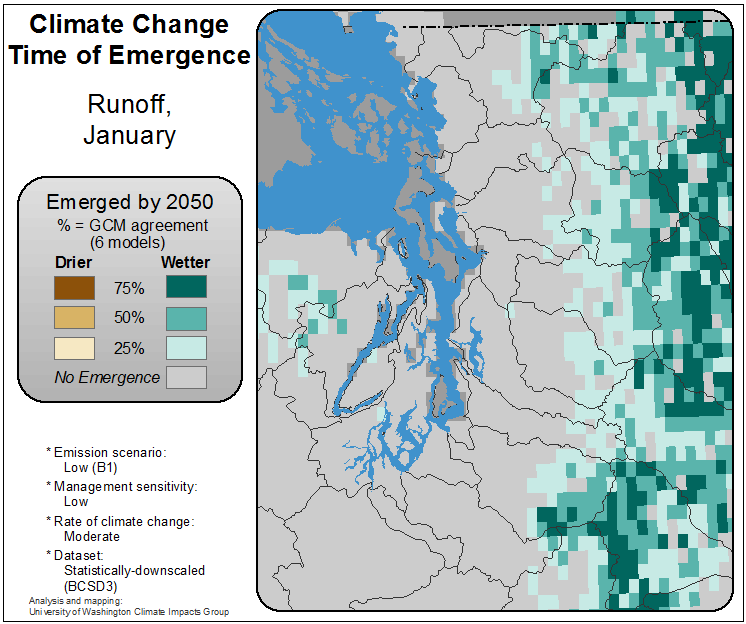 Climate Change
Time of Emergence
Runoff,
January
Emerged by 2050
% = GCM agreement
(6 models)
Drier Wetter
75%
50%
25%
No Emergence
* Emission scenario:
Low (B1)
* Management sensitivity:
Low
* Rate of climate change:
Moderate
* Dataset:
Statistically-downscaled
(BCSD3)
Analysis and mapping:
University of Washington Climate Impacts Group